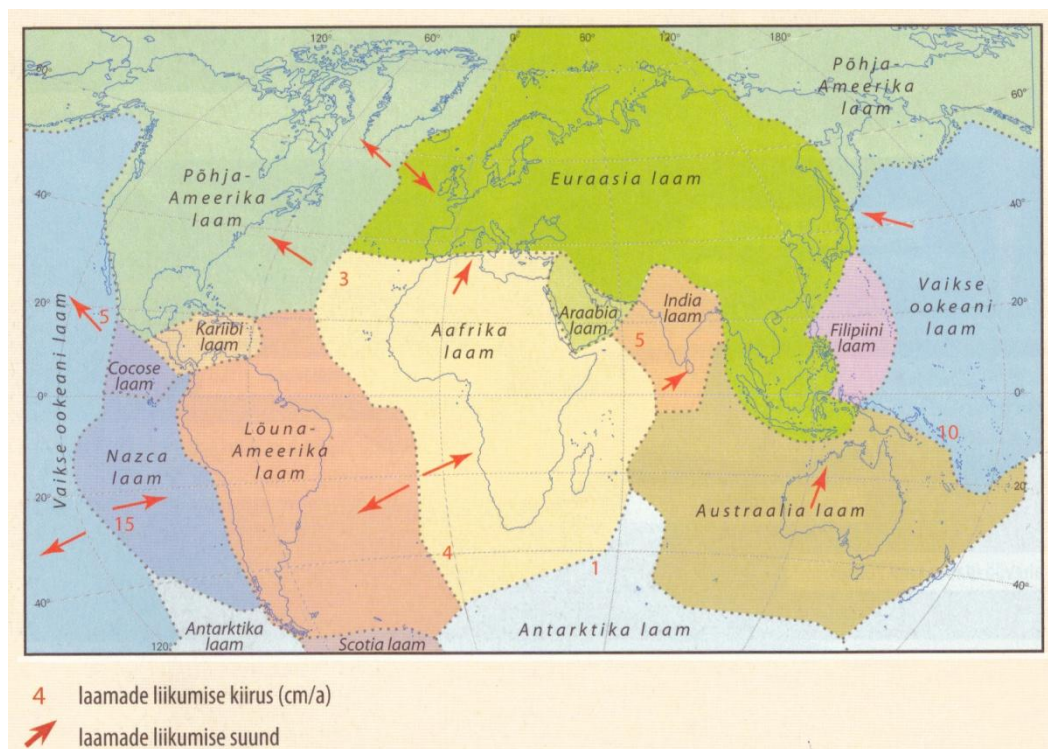 120°
60°
0°
60°
120°
180°
60°
Põhja-
Ameerika
laam
60°
Põhja-
Ameerika
laam
Euraasia laam
40°
40°
3
20°
5
Kariibi
laam
Cocose
laam
Aafrika
laam
Araabia
laam
India
laam
5
Filipiini
laam
Vaikse
ookeani
laam
20°
0°
0°
Vaikse ookeani laam
Nazca
laam
Lõuna-
Ameerika
laam
10
20°
20°
15
Austraalia laam
4
1
40°
40°
Antarktika
laam
Antarktika laam
120°
Scotia laam
4 laamade liikumise kiirus (cm/a)
laamade liikumise suund